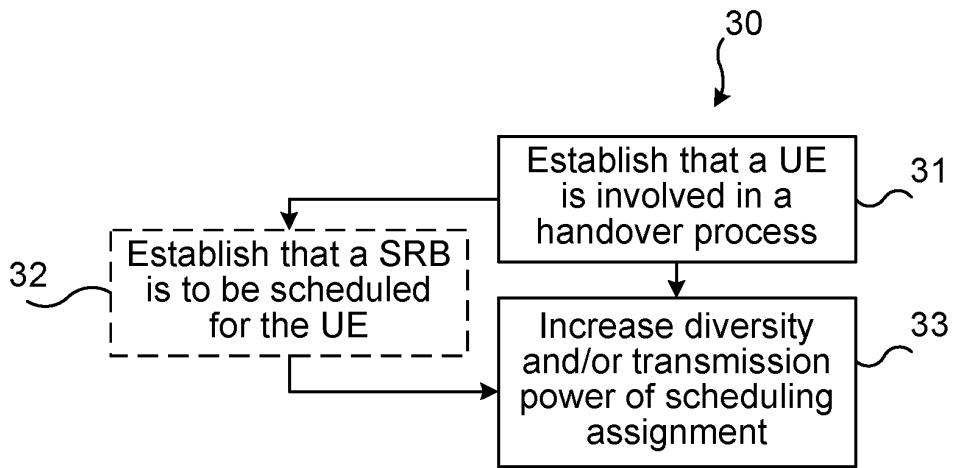 30
Establish that a UE
is involved in a
handover process
31
Establish that a SRB
is to be scheduled
for the UE
32
Increase diversity
and/or transmission
power of scheduling
assignment
33